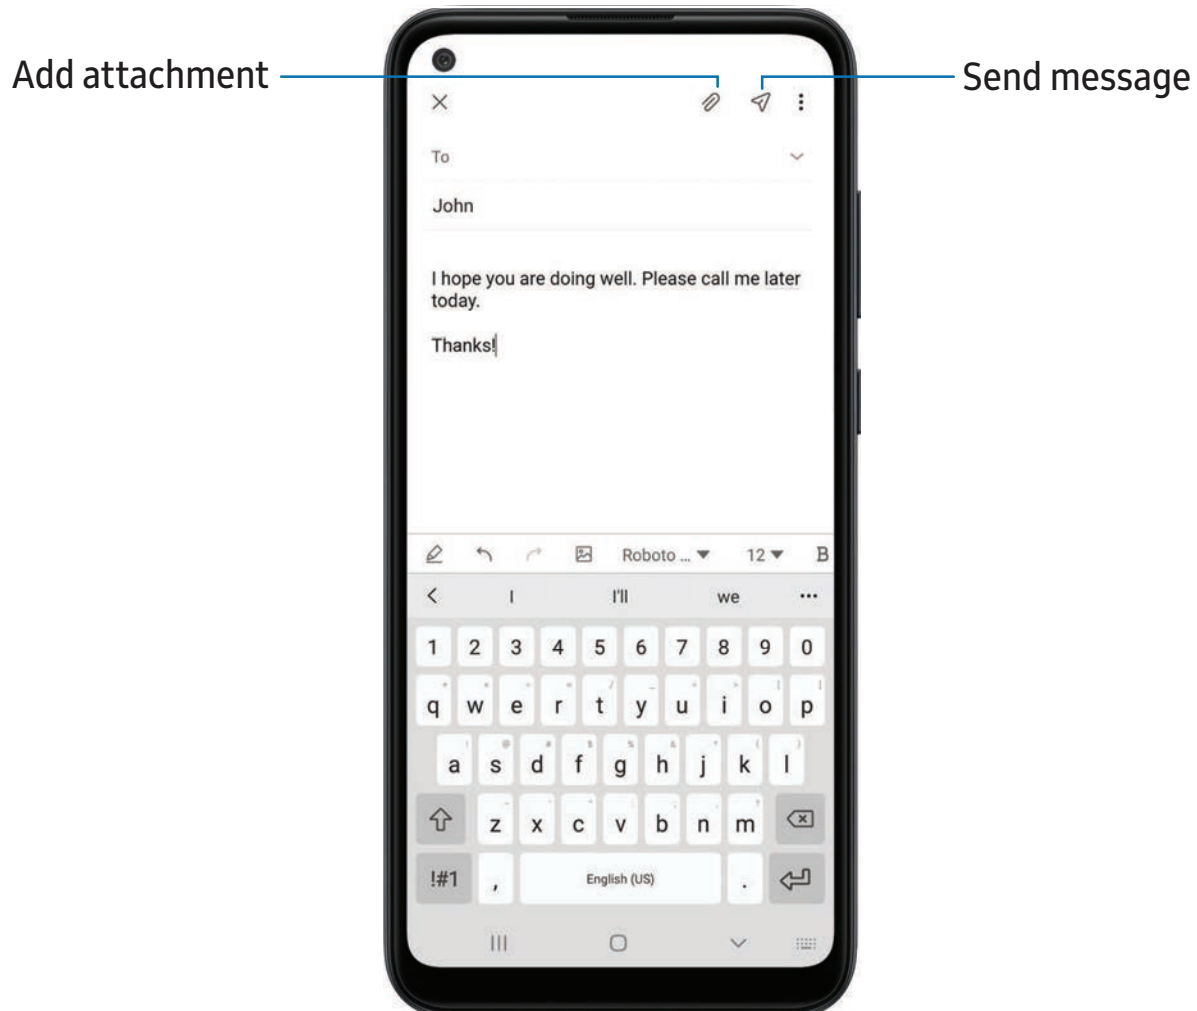 Add attachment
Send message
To
John
I hope you are doing well. Please call me later
today.
Thanks!
Roboto ... 12 B
I I'll we
1 2 3 4 5 6 7 8 9 0
q w e r t y u i o p
a s d f g h j k l
z x c v b n m
!#1 , English (US) .